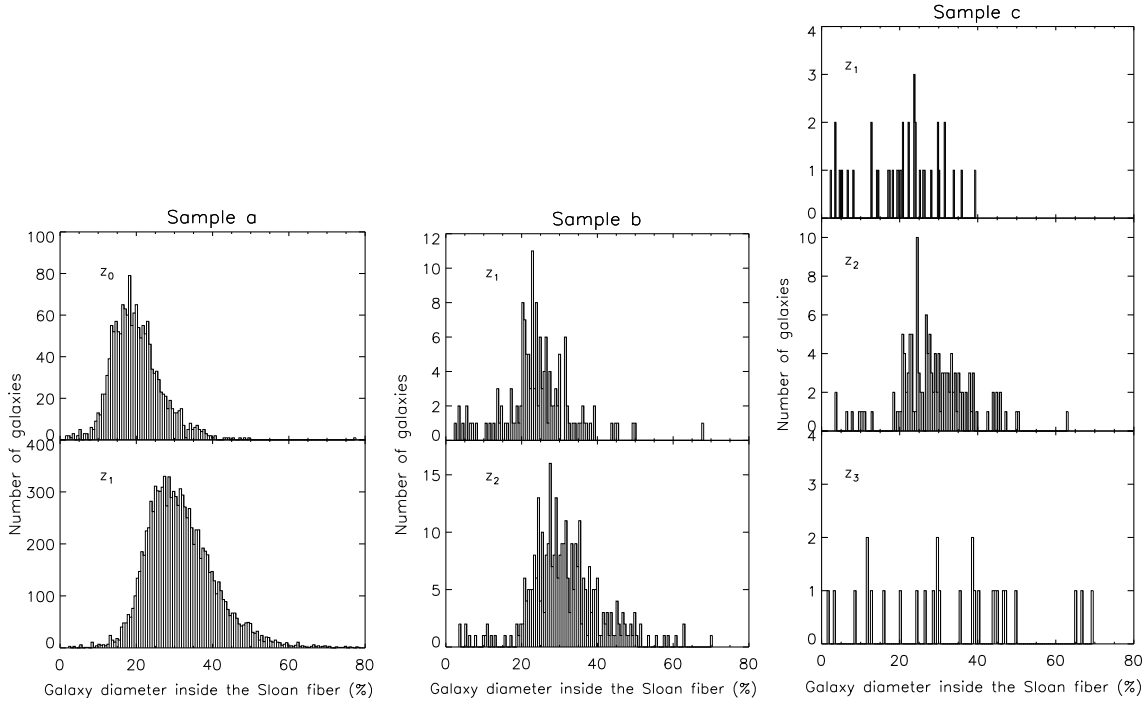 Sample a
z0
100
80
60
40
20
0
z1
400
300
200
100
0
Number of galaxies
0 20 40 60 80
Galaxy diameter inside the Sloan fiber (%)
Sample b
z1
12
10
8
6
4
2
0
z2
15
10
5
0
Number of galaxies
0 20 40 60 80
Galaxy diameter inside the Sloan fiber (%)
Sample c
z1
4
3
2
1
0
z2
10
8
6
4
2
0
z3
4
3
2
1
0
Number of galaxies
0 20 40 60 80
Galaxy diameter inside the Sloan fiber (%)